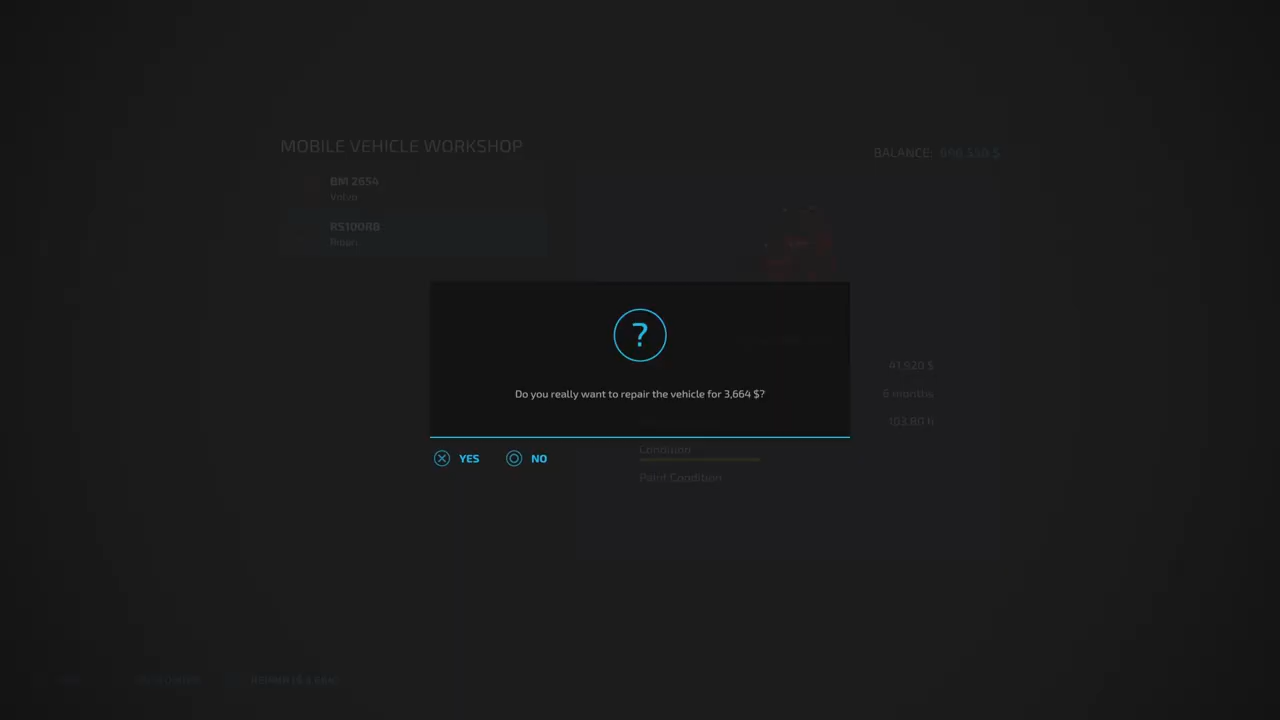 MOBILE VEHICLE WORKSHOP
BALANCE:
BM 2654
Volvo
RS100RB
?
Do you really want to repair the vehicle for 3,664 $?
41,920 $
6 months
103.80 h
YES
NO
Condition
Paint Condition